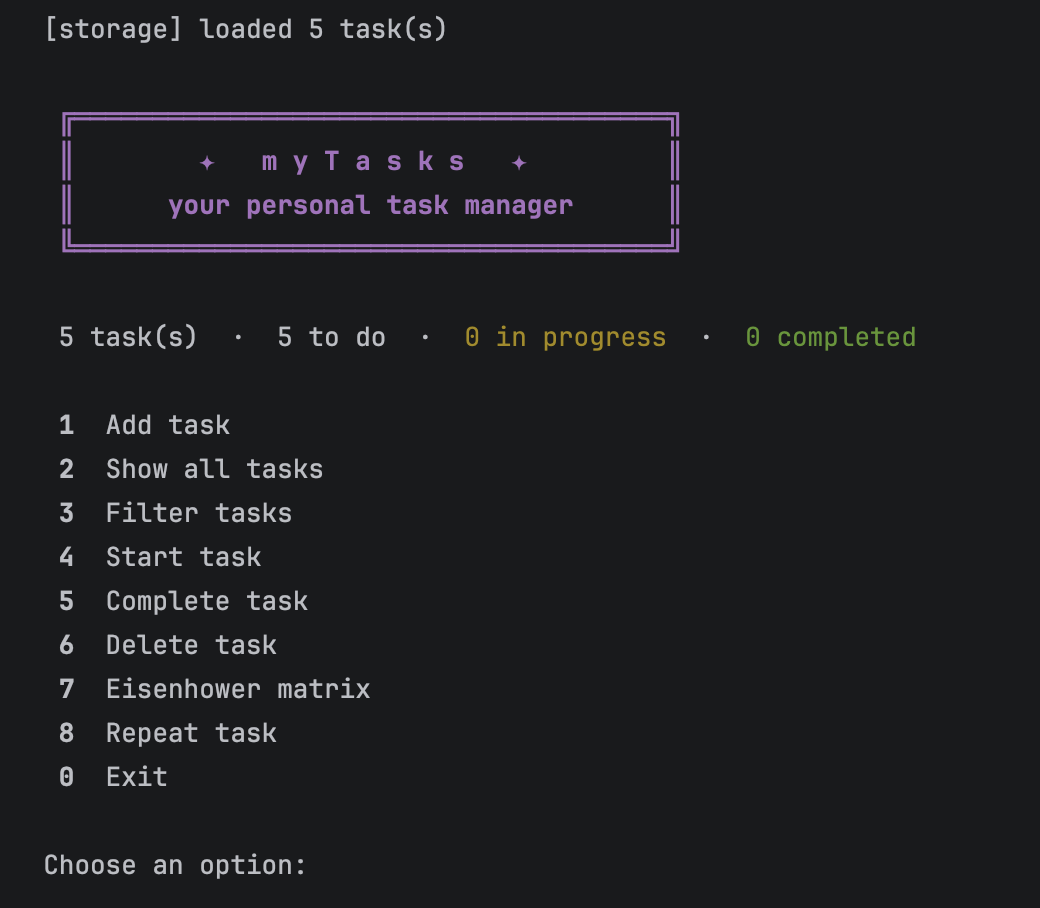 [storage] loaded 5 task(s)
✦ m y T a s k s ✦
your personal task manager
5 task(s) · 5 to do · 0 in progress · 0 completed
1 Add task
2 Show all tasks
3 Filter tasks
4 Start task
5 Complete task
6 Delete task
7 Eisenhower matrix
8 Repeat task
0 Exit
Choose an option: